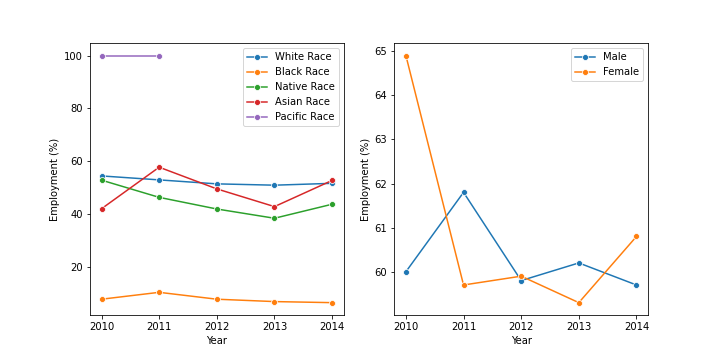 Employment (%)
100
80
60
40
20
2010 2011 2012 2013 2014
Year
White Race
Black Race
Native Race
Asian Race
Pacific Race
Employment (%)
65
64
63
62
61
60
2010 2011 2012 2013 2014
Year
Male
Female